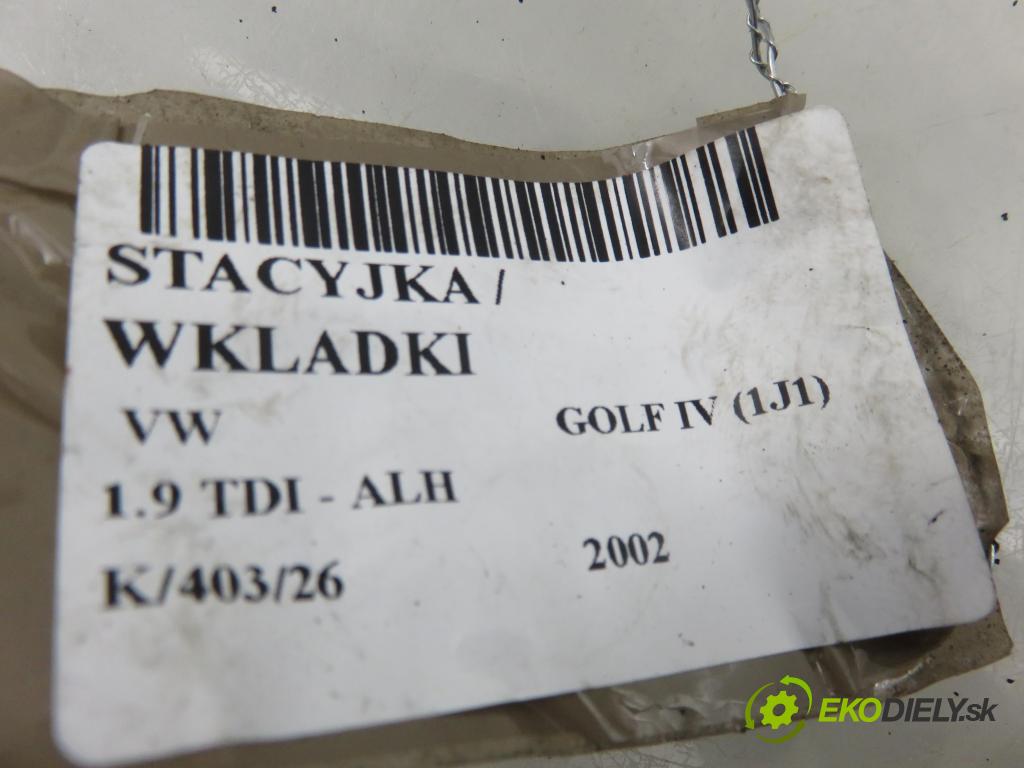 STACYJKA /
WKLADKI
VW GOLF IV (1J1)
1.9 TDI - ALH
K/403/26 2002
EKODIELY.sk